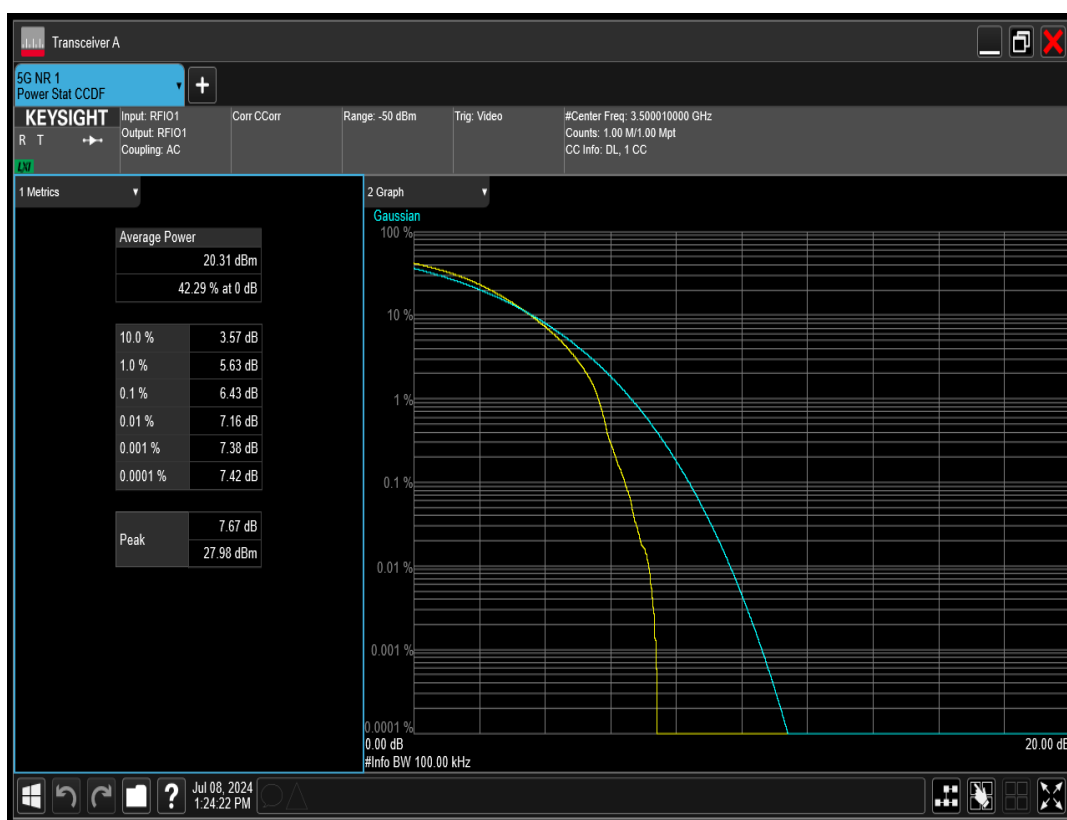 Transceiver A
5G NR 1
Power Stat CCDF
+
KEYSIGHT
R T
LXI
Input: RFIO1
Output: RFIO1
Coupling: AC
Corr CCorr
Range: -50 dBm
Trig: Video
#Center Freq: 3.500010000 GHz
Counts: 1.00 M/1.00 Mpt
CC Info: DL, 1 CC
1 Metrics
Average Power
20.31 dBm
42.29 % at 0 dB
10.0 % 3.57 dB
1.0 % 5.63 dB
0.1 % 6.43 dB
0.01 % 7.16 dB
0.001 % 7.38 dB
0.0001 % 7.42 dB
Peak 7.67 dB
27.98 dBm
2 Graph
Gaussian
100 %
10 %
1 %
0.1 %
0.01 %
0.001 %
0.0001 %
0.00 dB 20.00 dB
#Info BW 100.00 kHz
?
Jul 08, 2024
1:24:22 PM